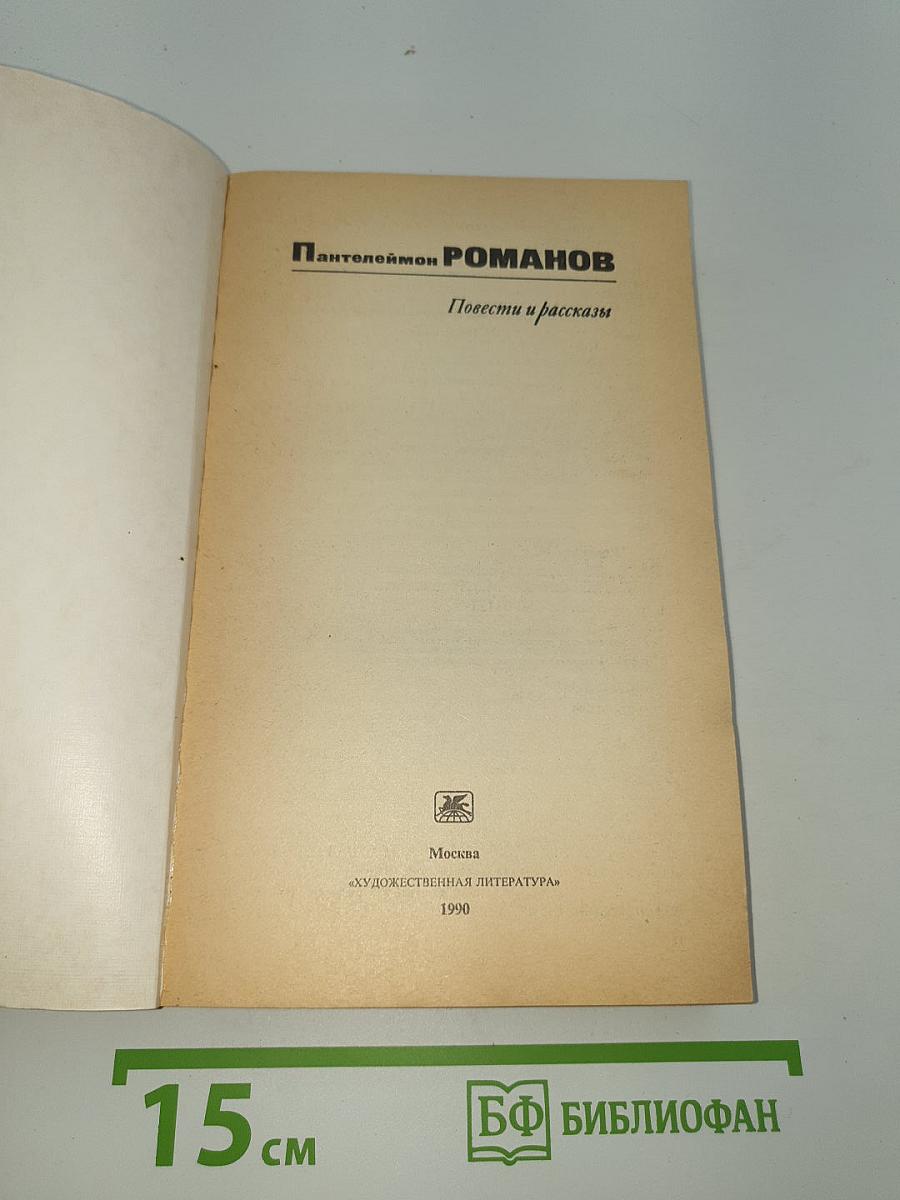 Пантелеймон РОМАНОВ
Повести и рассказы
Москва
«ХУДОЖЕСТВЕННАЯ ЛИТЕРАТУРА»
1990
15 см
БФ БИБЛИОФАН